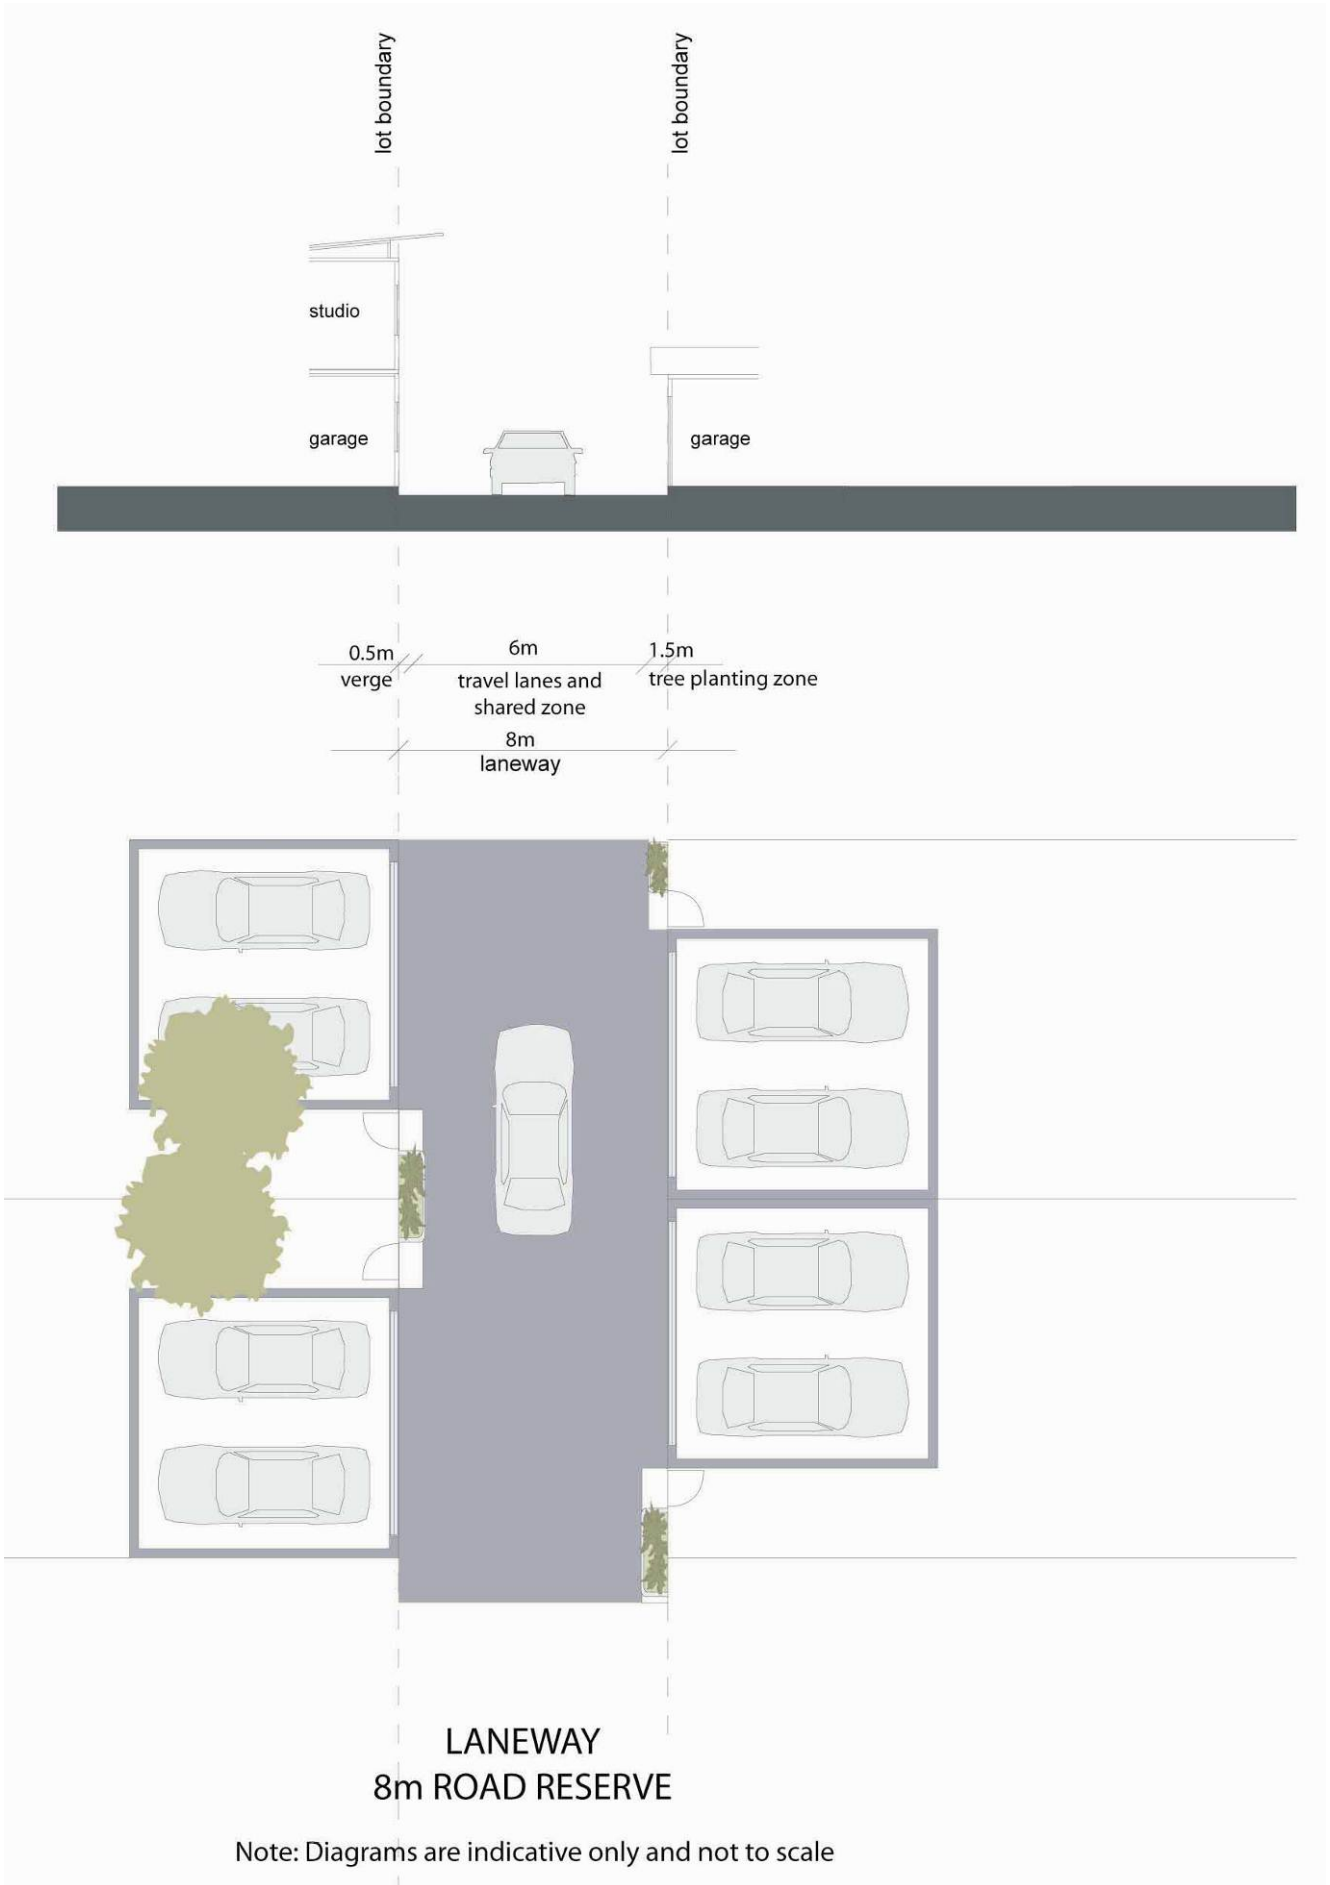 lot boundary
lot boundary
studio
garage
garage
0.5m
verge
6m
travel lanes and
shared zone
1.5m
tree planting zone
8m
laneway
LANEWAY
8m ROAD RESERVE
Note: Diagrams are indicative only and not to scale